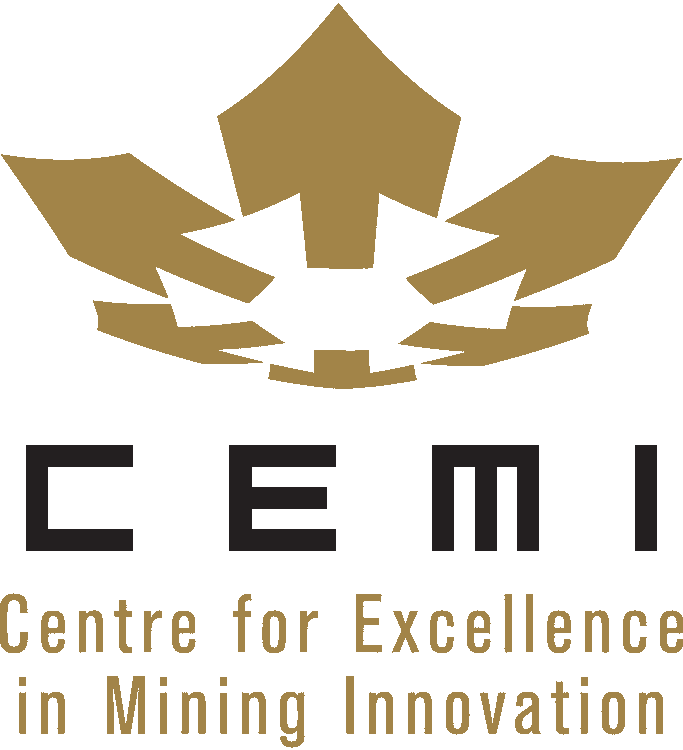 CEMI
Centre for Excellence
in Mining Innovation